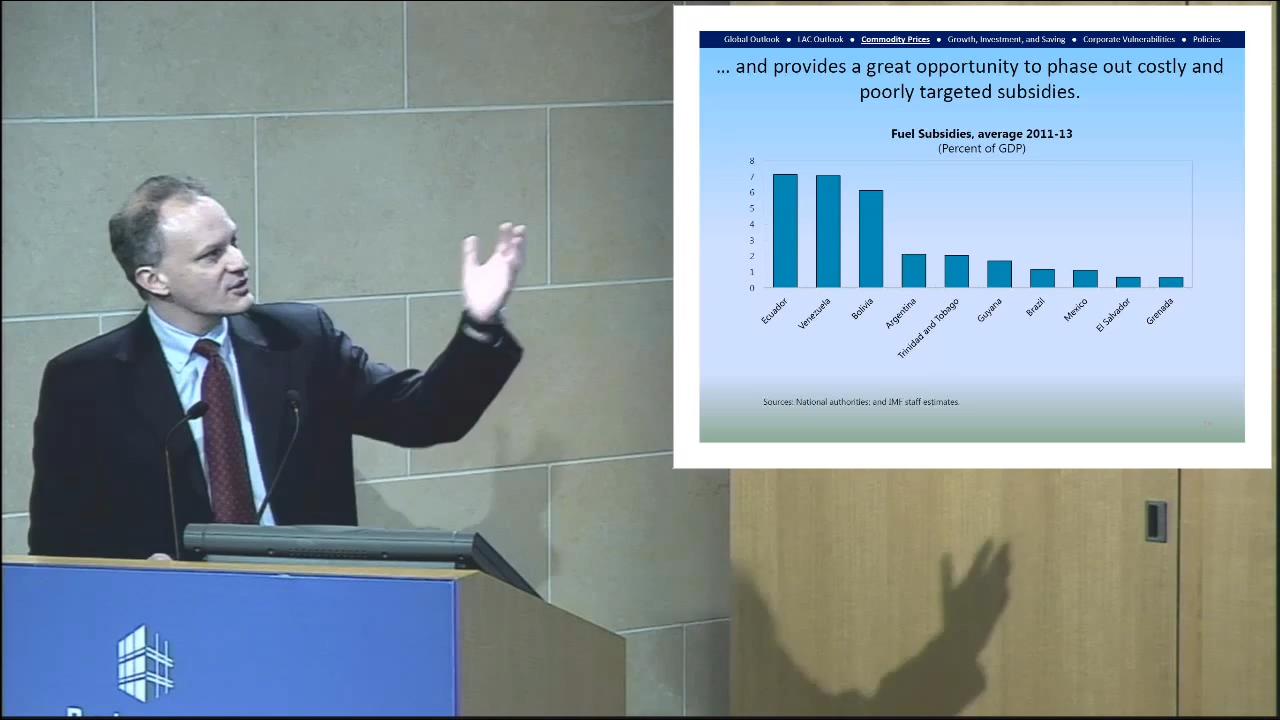 Global Outlook ● LAC Outlook ● Commodity Prices ● Growth, Investment, and Saving ● Corporate Vulnerabilities ● Policies
... and provides a great opportunity to phase out costly and
poorly targeted subsidies.
Fuel Subsidies, average 2011-13
(Percent of GDP)
8
7
6
5
4
3
2
1
0
Ecuador
Venezuela
Bolivia
Argentina
Trinidad and Tobago
Guyana
Brazil
Mexico
El Salvador
Grenada
Sources: National authorities; and IMF staff estimates.